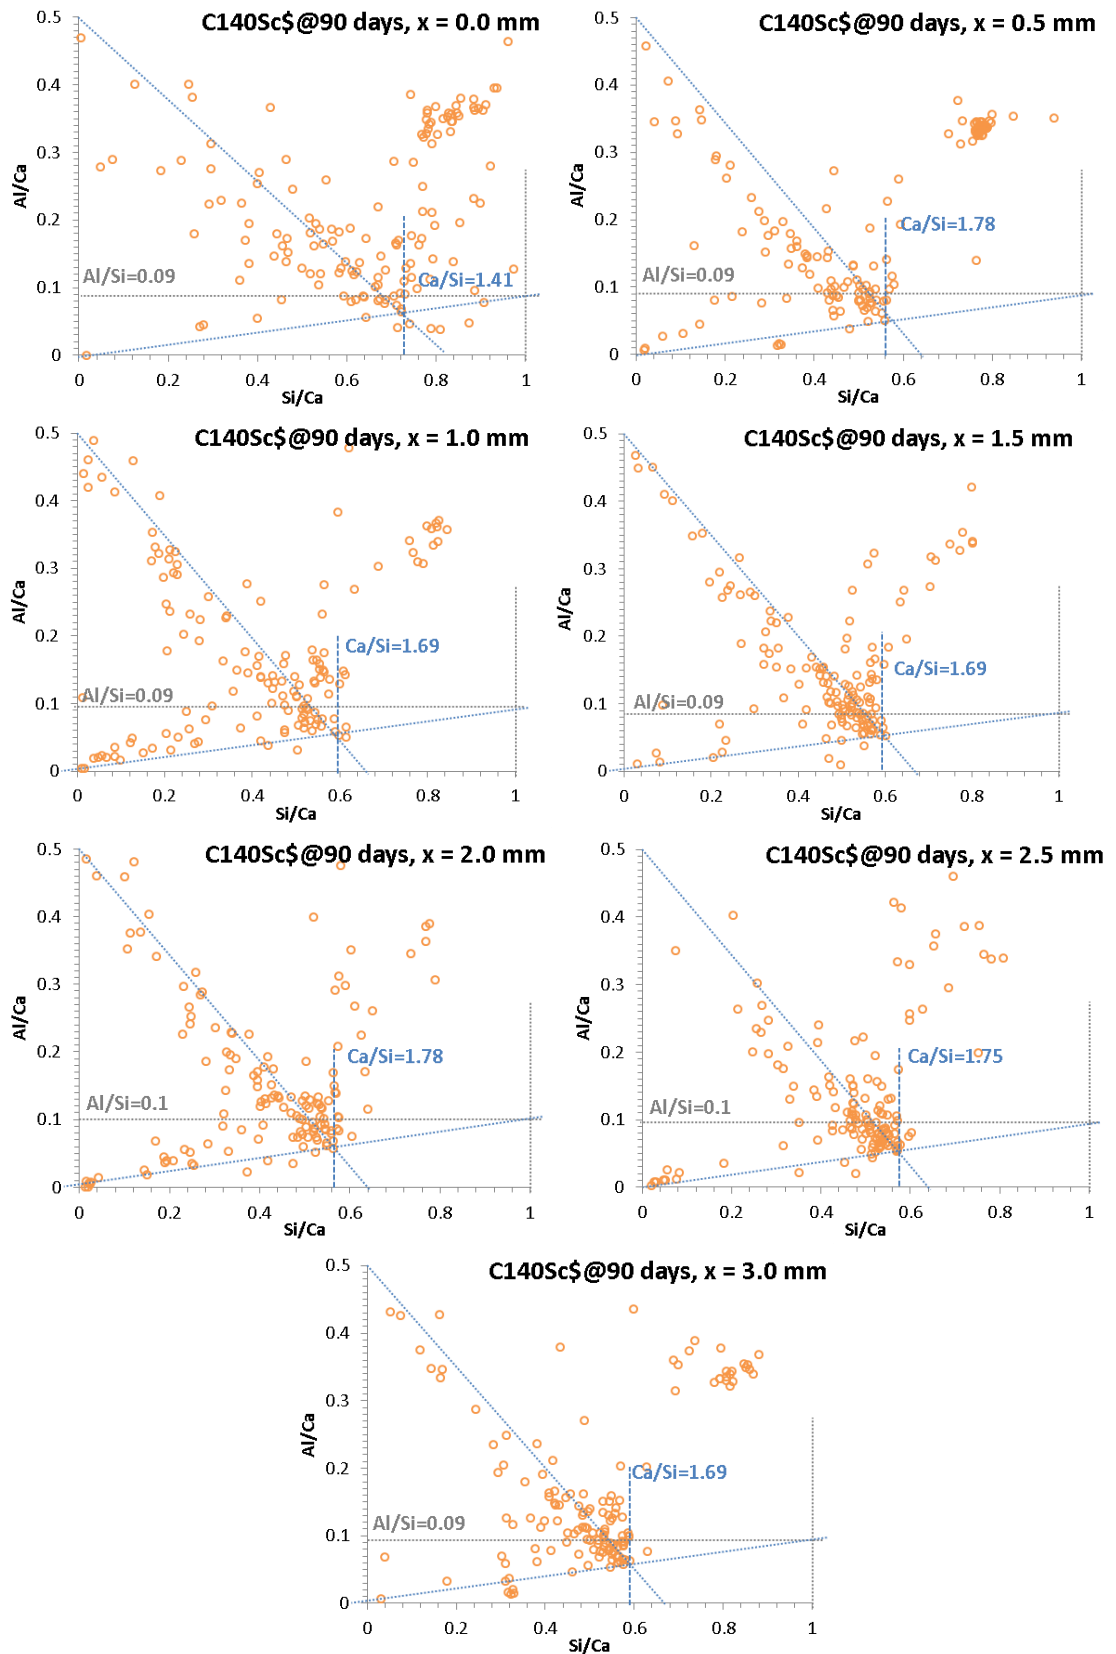 C140Sc$@90 days, x = 0.0 mm
0.5
0.4
0.3
0.2
0.1
0
Al/Ca
Al/Si=0.09
Ca/Si=1.41
0
0.2
0.4
0.6
0.8
1
Si/Ca
C140Sc$@90 days, x = 0.5 mm
0.5
0.4
0.3
0.2
0.1
0
Al/Ca
Ca/Si=1.78
Al/Si=0.09
0
0.2
0.4
0.6
0.8
1
Si/Ca
C140Sc$@90 days, x = 1.0 mm
0.5
0.4
0.3
0.2
0.1
0
Al/Ca
Ca/Si=1.69
Al/Si=0.09
0
0.2
0.4
0.6
0.8
1
Si/Ca
C140Sc$@90 days, x = 1.5 mm
0.5
0.4
0.3
0.2
0.1
0
Al/Ca
Ca/Si=1.69
Al/Si=0.09
0
0.2
0.4
0.6
0.8
1
Si/Ca
C140Sc$@90 days, x = 2.0 mm
0.5
0.4
0.3
0.2
0.1
0
Al/Ca
Ca/Si=1.78
Al/Si=0.1
0
0.2
0.4
0.6
0.8
1
Si/Ca
C140Sc$@90 days, x = 2.5 mm
0.5
0.4
0.3
0.2
0.1
0
Al/Ca
Ca/Si=1.75
Al/Si=0.1
0
0.2
0.4
0.6
0.8
1
Si/Ca
C140Sc$@90 days, x = 3.0 mm
0.5
0.4
0.3
0.2
0.1
0
Al/Ca
Ca/Si=1.69
Al/Si=0.09
0
0.2
0.4
0.6
0.8
1
Si/Ca